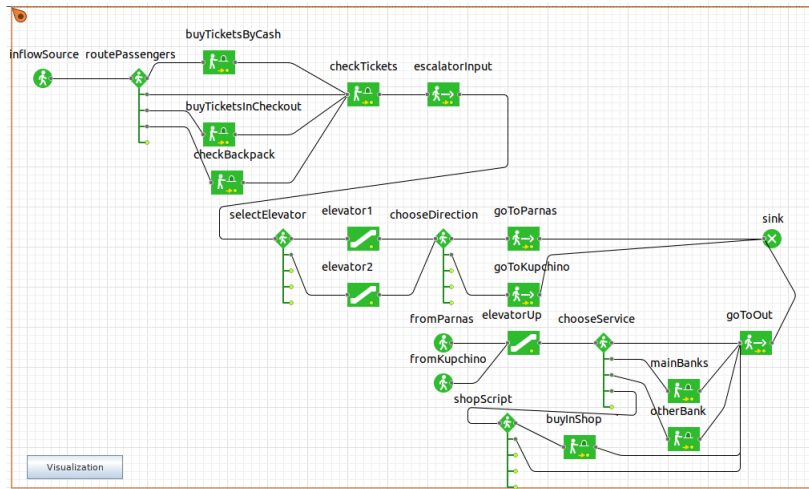 buyTicketsByCash
inflowSource routePassengers
checkTickets escalatorInput
buyTicketsInCheckout
checkBackpack
selectElevator elevator1 chooseDirection goToParnas sink
elevator2 goToKupchino
fromParnas elevatorUp chooseService goToOut
fromKupchino mainBanks
shopScript buyInShop otherBank
Visualization